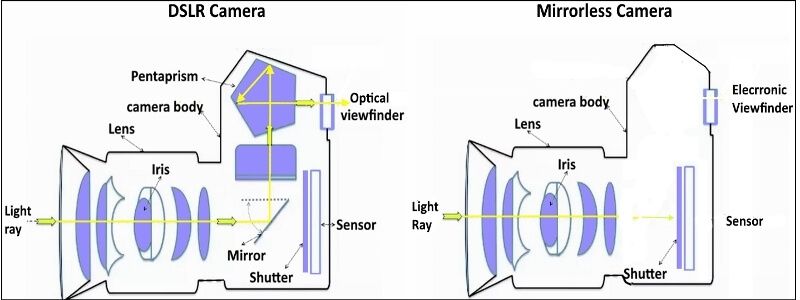 DSLR Camera
Pentaprism
Optical
viewfinder
camera body
Lens
Iris
Light
ray
Mirror
Sensor
Shutter
Mirrorless Camera
Elecrronic
Viewfinder
camera body
Lens
Iris
Light
Ray
Sensor
Shutter